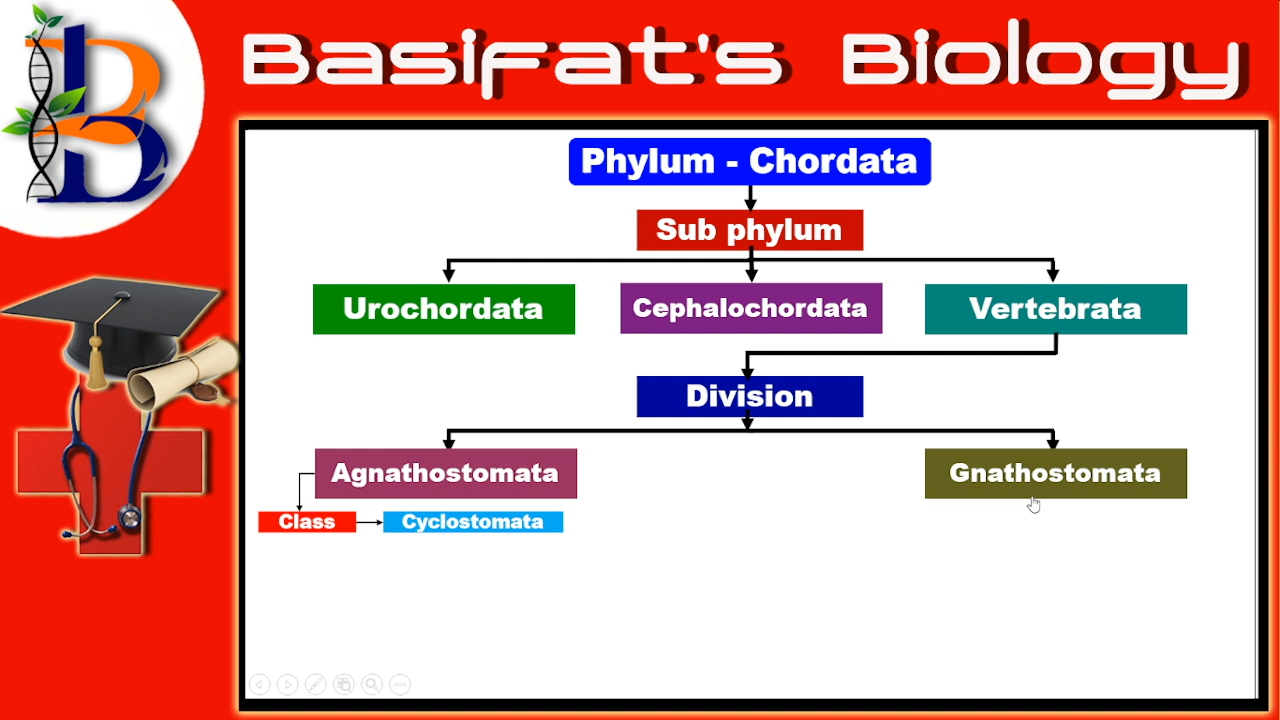 Basifat's Biology
Phylum - Chordata
Sub phylum
Urochordata
Cephalochordata
Vertebrata
Division
Agnathostomata
Gnathostomata
Class
Cyclostomata